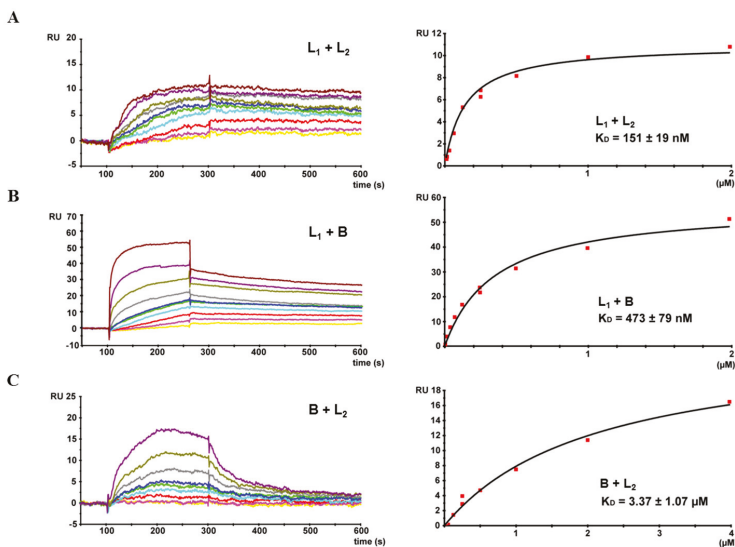 A
RU
20
15
10
5
0
-5
L1 + L2
100
200
300
400
500
600
time (s)
RU
12
10
8
6
4
2
0
L1 + L2
KD = 151 ± 19 nM
1
2
(µM)
B
RU
70
60
50
40
30
20
10
0
-10
L1 + B
100
200
300
400
500
600
time (s)
RU 60
50
40
30
20
10
0
L1 + B
KD = 473 ± 79 nM
1
2
(µM)
C
RU
25
20
15
10
5
0
-5
B + L2
100
200
300
400
500
600
time (s)
RU 18
16
14
12
10
8
6
4
2
0
B + L2
KD = 3.37 ± 1.07 µM
1
2
3
4
(µM)